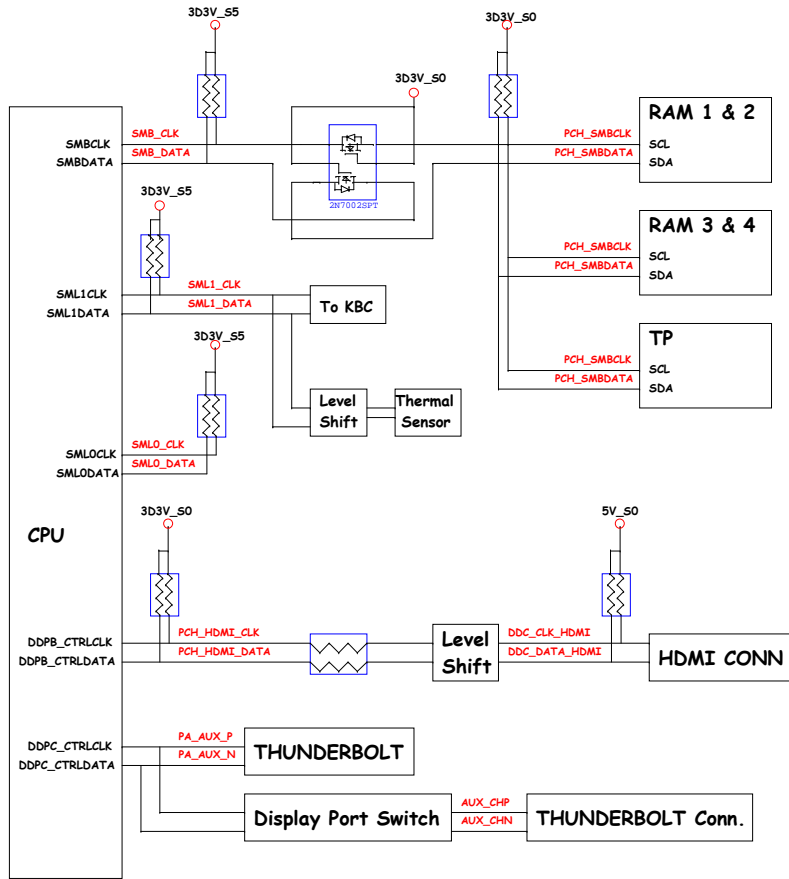 3D3V_S5
3D3V_S0
3D3V_S0
RAM 1 & 2
SMBCLK
SMB_CLK
PCH_SMBCLK
SCL
SMBDATA
SMB_DATA
PCH_SMBDATA
SDA
2N7002SPT
3D3V_S5
RAM 3 & 4
PCH_SMBCLK
SCL
PCH_SMBDATA
SDA
SML1CLK
SML1_CLK
SML1DATA
SML1_DATA
To KBC
3D3V_S5
TP
PCH_SMBCLK
SCL
PCH_SMBDATA
SDA
Level
Shift
Thermal
Sensor
SML0CLK
SML0_CLK
SML0DATA
SML0_DATA
CPU
3D3V_S0
5V_S0
DDPB_CTRLCLK
PCH_HDMI_CLK
DDPB_CTRLDATA
PCH_HDMI_DATA
Level
Shift
DDC_CLK_HDMI
DDC_DATA_HDMI
HDMI CONN
DDPC_CTRLCLK
PA_AUX_P
DDPC_CTRLDATA
PA_AUX_N
THUNDERBOLT
Display Port Switch
AUX_CHP
AUX_CHN
THUNDERBOLT Conn.